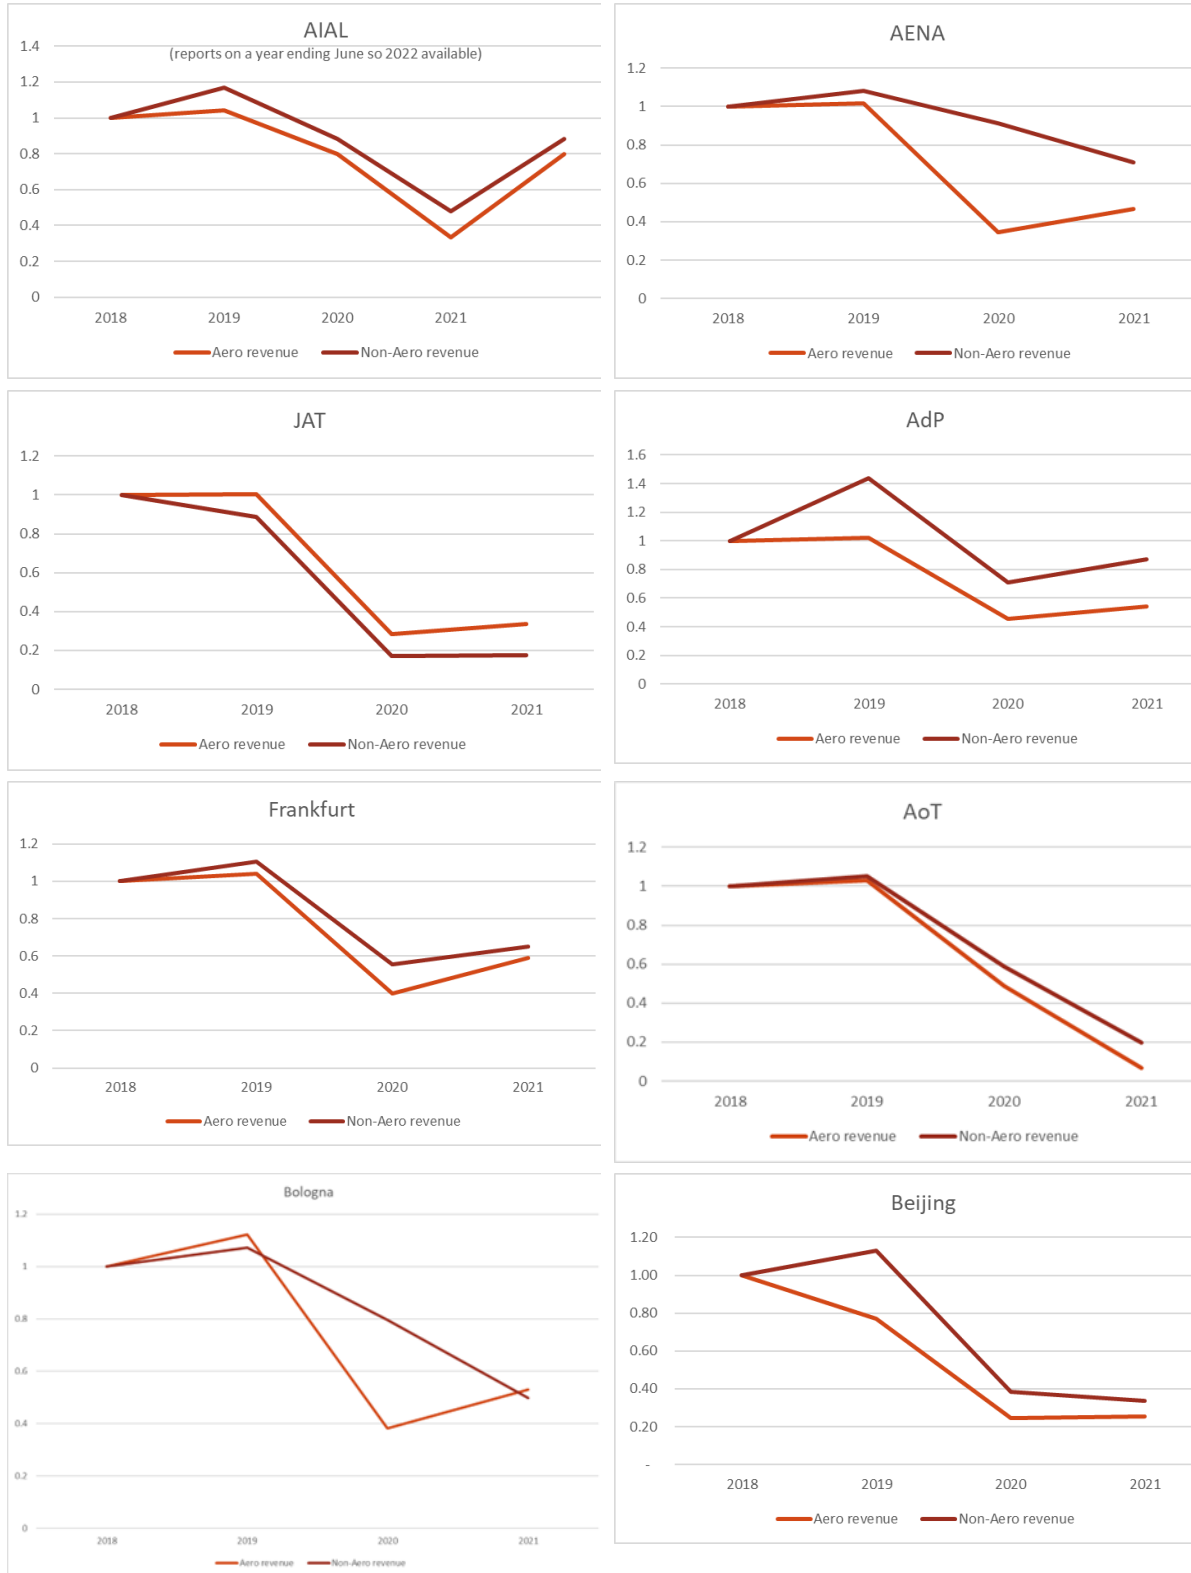 AIAL
(reports on a year ending June so 2022 available)
1.4
1.2
1
0.8
0.6
0.4
0.2
0
2018 2019 2020 2021
Aero revenue Non-Aero revenue
AENA
1.2
1
0.8
0.6
0.4
0.2
0
2018 2019 2020 2021
Aero revenue Non-Aero revenue
JAT
1.2
1
0.8
0.6
0.4
0.2
0
2018 2019 2020 2021
Aero revenue Non-Aero revenue
AdP
1.6
1.4
1.2
1
0.8
0.6
0.4
0.2
0
2018 2019 2020 2021
Aero revenue Non-Aero revenue
Frankfurt
1.2
1
0.8
0.6
0.4
0.2
0
2018 2019 2020 2021
Aero revenue Non-Aero revenue
AoT
1.2
1
0.8
0.6
0.4
0.2
0
2018 2019 2020 2021
Aero revenue Non-Aero revenue
Bologna
1.2
1
0.8
0.6
0.4
0.2
0
2018 2019 2020 2021
Aero revenue Non-Aero revenue
Beijing
1.20
1.00
0.80
0.60
0.40
0.20
-
2018 2019 2020 2021
Aero revenue Non-Aero revenue